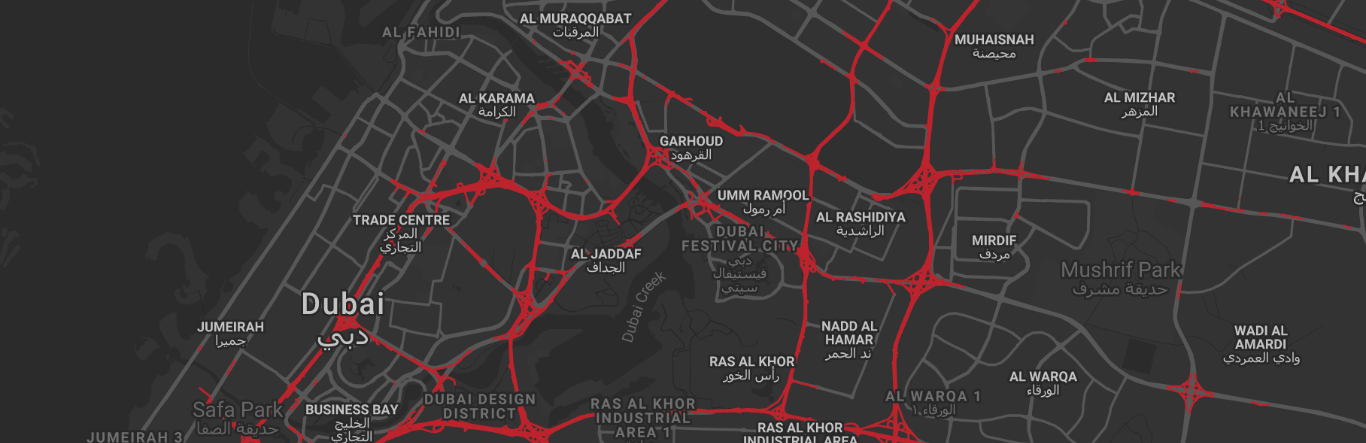 AL MURAQQABAT
المرقبات
AL FAHIDI
MUHAISNAH
محيصنة
AL KARAMA
الكرامة
AL MIZHAR
المزهر
AL
KHAWANEEJ 1
الخوانيج 1
GARHOUD
القرهود
AL KHA
UMM RAMOOL
أم رمول
TRADE CENTRE
المركز
التجاري
AL RASHIDIYA
الراشدية
DUBAI
FESTIVAL CITY
دبي
فيستيفال
سيتي
MIRDIF
مردف
AL JADDAF
الجداف
Mushrif Park
حديقة مشرف
Dubai Creek
Dubai
دبي
JUMEIRAH
جميرا
NADD AL
HAMAR
ند الحمر
WADI AL
AMARDI
وادي العمردي
RAS AL KHOR
رأس الخور
AL WARQA
الورقاء
AL WARQA 1
الورقاء ١
DUBAI DESIGN
DISTRICT
RAS AL KHOR
INDUSTRIAL
AREA 1
Safa Park
حديقة الصفا
BUSINESS BAY
الخليج
التجاري
RAS AL KHOR
INDUSTRIAL AREA
JUMEIRAH 3